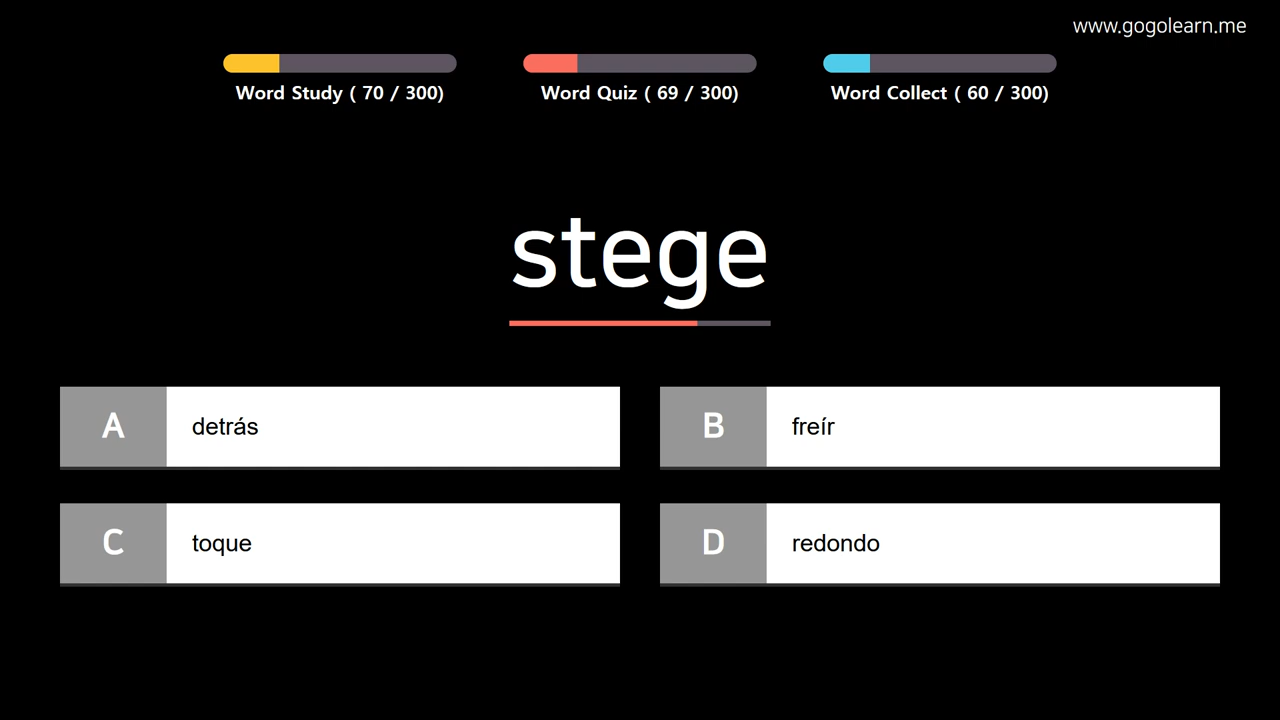 www.gogolearn.me
Word Study ( 70 / 300)
Word Quiz ( 69 / 300)
Word Collect ( 60 / 300)
stege
A detrás
B freír
C toque
D redondo